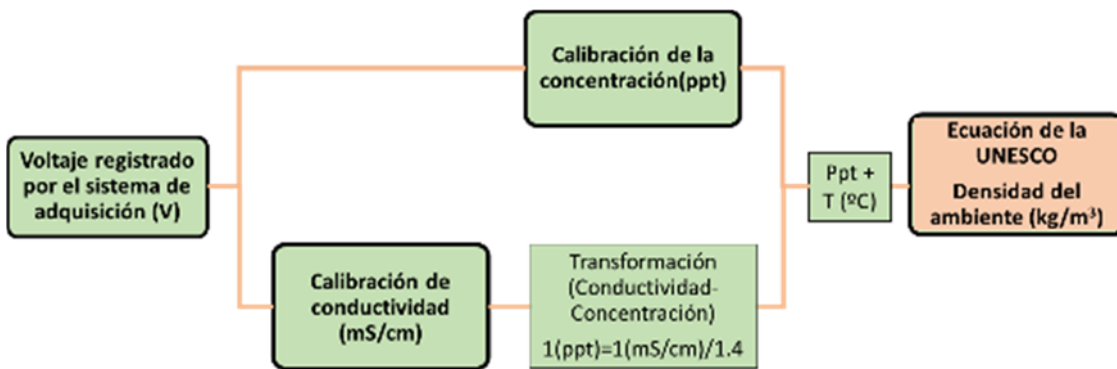 Calibración de la
concentración(ppt)
Voltaje registrado
por el sistema de
adquisición (V)
Ecuación de la
UNESCO
Densidad del
ambiente (kg/m³)
Ppt +
T (ºC)
Calibración de
conductividad
(mS/cm)
Transformación
(Conductividad-
Concentración)
1(ppt)=1(mS/cm)/1.4